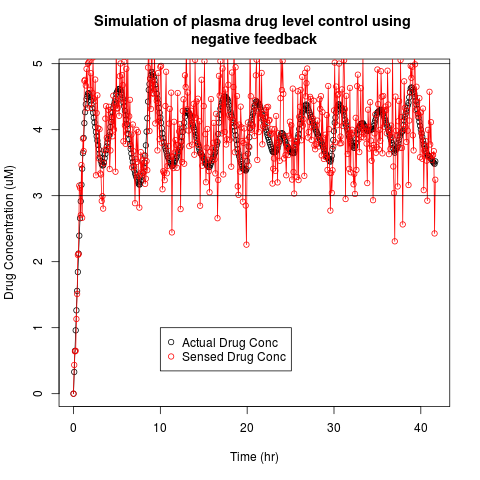 Simulation of plasma drug level control using
negative feedback
Drug Concentration (uM)
5
4
3
2
1
0
Actual Drug Conc
Sensed Drug Conc
0 10 20 30 40
Time (hr)